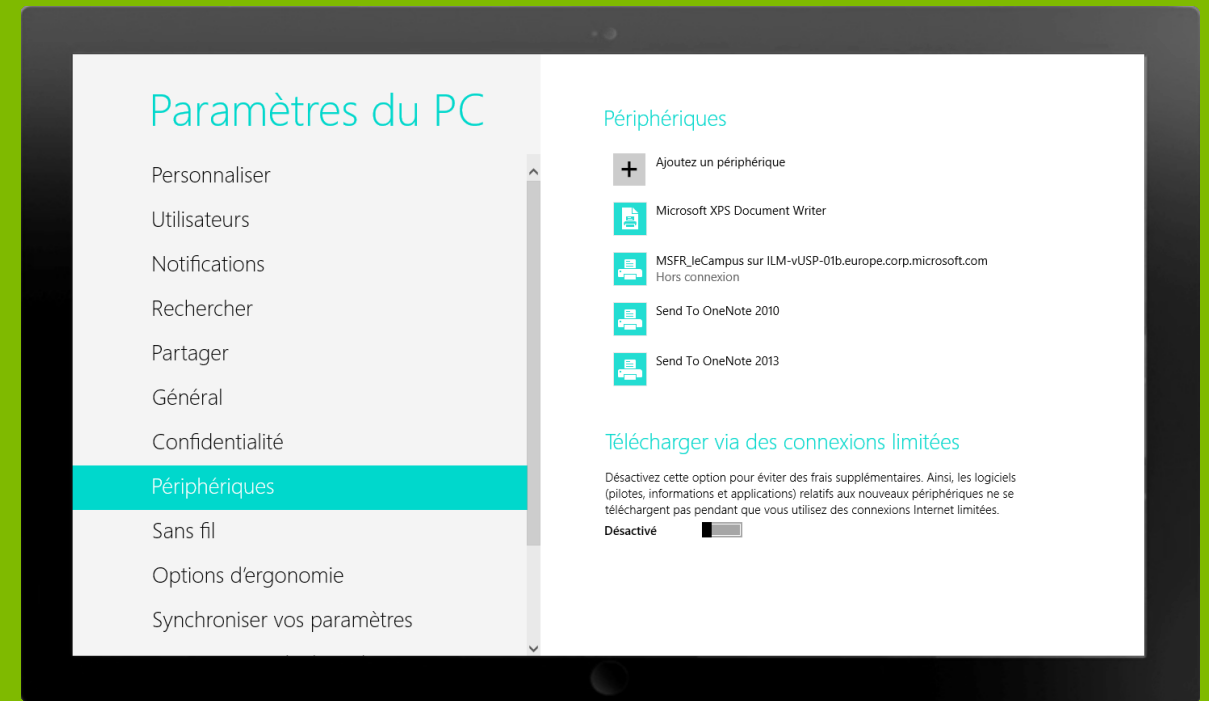 Paramètres du PC
Personnaliser
Utilisateurs
Notifications
Rechercher
Partager
Général
Confidentialité
Périphériques
Sans fil
Options d’ergonomie
Synchroniser vos paramètres
Périphériques
Ajoutez un périphérique
Microsoft XPS Document Writer
MSFR_leCampus sur ILM-vUSP-01b.europe.corp.microsoft.com
Hors connexion
Send To OneNote 2010
Send To OneNote 2013
Télécharger via des connexions limitées
Désactivez cette option pour éviter des frais supplémentaires. Ainsi, les logiciels
(pilotes, informations et applications) relatifs aux nouveaux périphériques ne se
téléchargent pas pendant que vous utilisez des connexions Internet limitées.
Désactivé